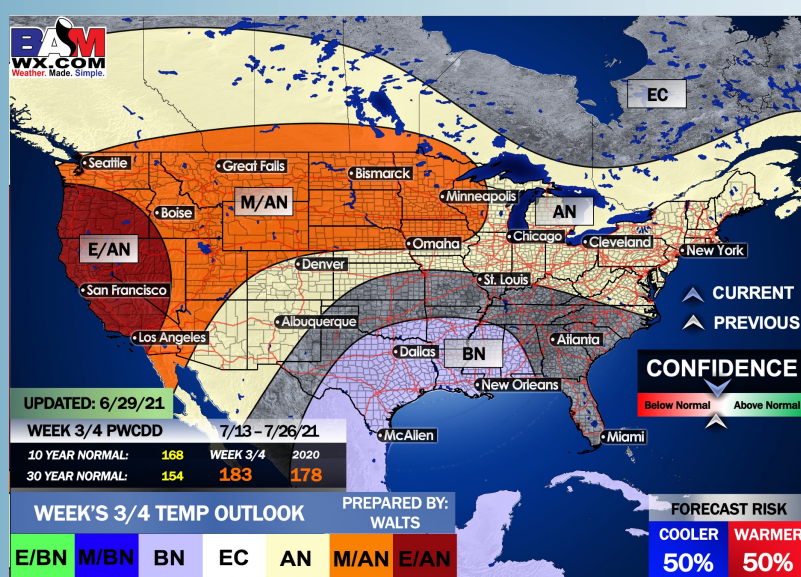 BAM
WX.COM
Weather. Made. Simple.
EC
Seattle
Great Falls
Bismarck
M/AN
Minneapolis
Boise
AN
E/AN
Omaha
Chicago
Cleveland
New York
Denver
San Francisco
St. Louis
CURRENT
PREVIOUS
Albuquerque
Los Angeles
Atlanta
Dallas
BN
CONFIDENCE
New Orleans
Below Normal
Above Normal
UPDATED: 6/29/21
WEEK 3/4 PWCDD 7/13 – 7/26/21
McAllen
Miami
10 YEAR NORMAL: 168 WEEK 3/4 2020
30 YEAR NORMAL: 154 183 178
WEEK'S 3/4 TEMP OUTLOOK
PREPARED BY:
WALTS
FORECAST RISK
COOLER WARMER
50% 50%
E/BN M/BN BN EC AN M/AN E/AN